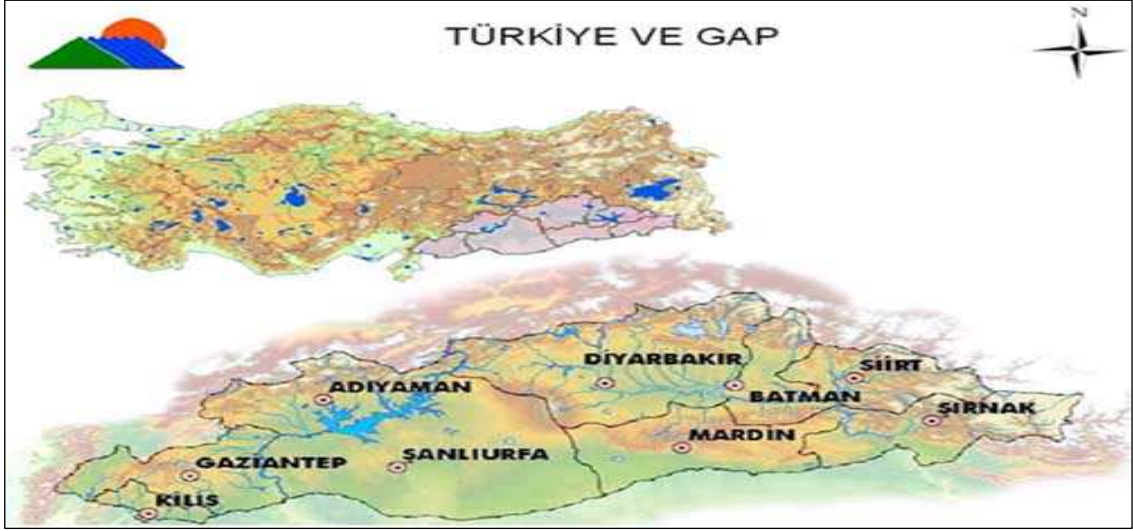 TÜRKİYE VE GAP
N
DİYARBAKIR
SİİRT
ADIYAMAN
BATMAN
ŞIRNAK
MARDİN
GAZİANTEP
ŞANLIURFA
KİLİS